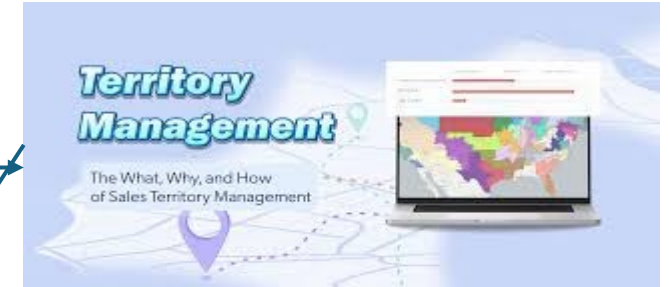 Territory
Management
The What, Why, and How
of Sales Territory Management